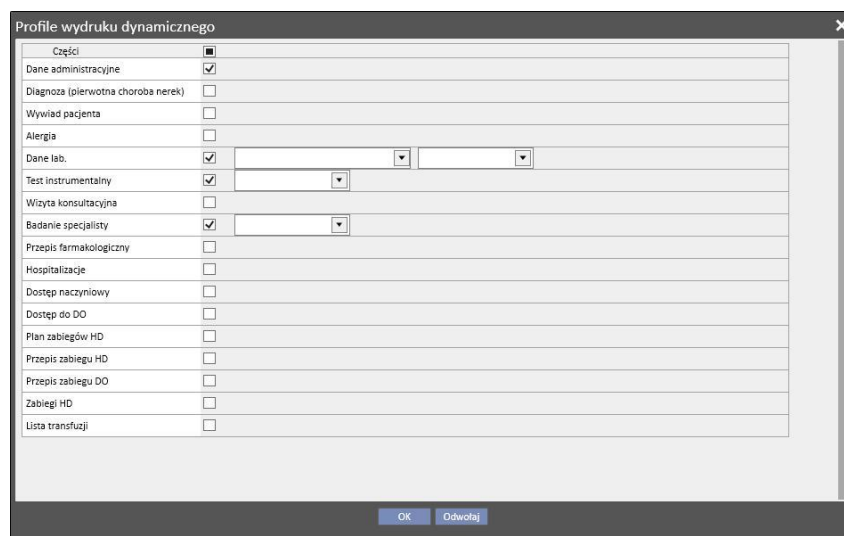 Profile wydruku dynamicznego
Części
Dane administracyjne
Diagnoza (pierwotna choroba nerek)
Wywiad pacjenta
Alergia
Dane lab.
Test instrumentalny
Wizyta konsultacyjna
Badanie specjalisty
Przepis farmakologiczny
Hospitalizacje
Dostęp naczyniowy
Dostęp do DO
Plan zabiegów HD
Przepis zabiegu HD
Przepis zabiegu DO
Zabiegi HD
Lista transfuzji
OK Odwołaj